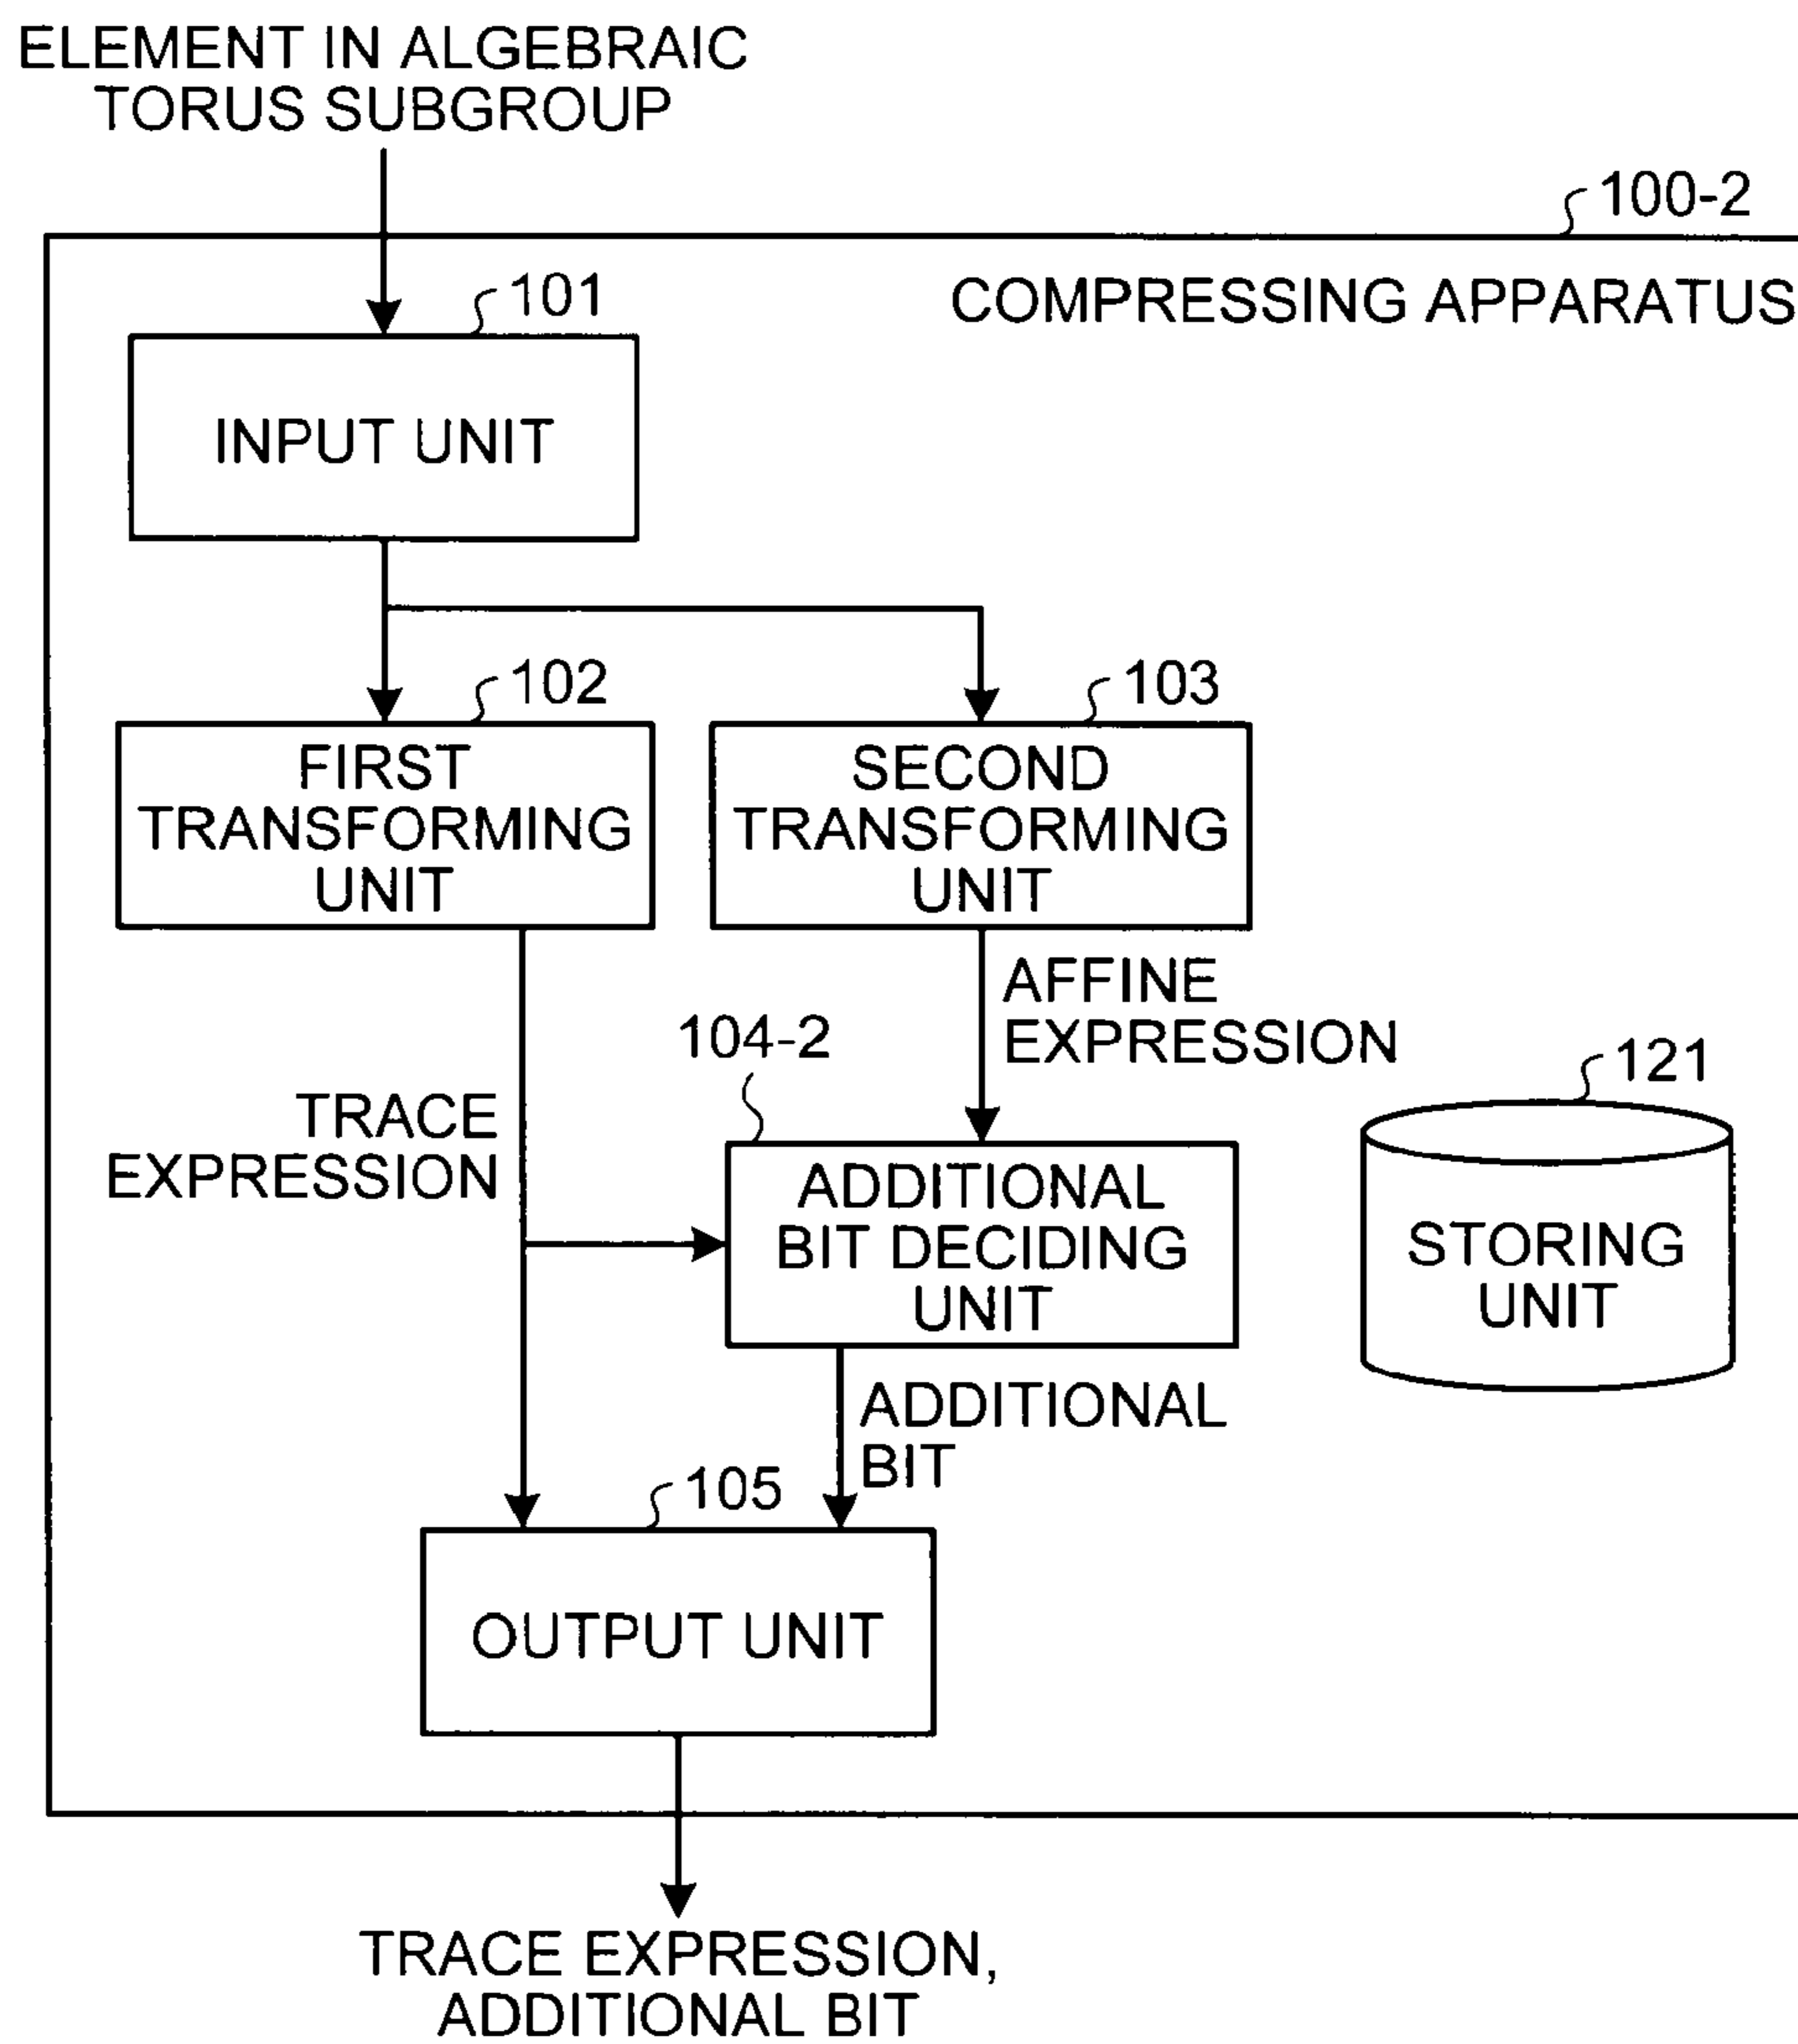 ELEMENT IN ALGEBRAIC
TORUS SUBGROUP
100-2
COMPRESSING APPARATUS
101
INPUT UNIT
102
103
FIRST
TRANSFORMING
UNIT
SECOND
TRANSFORMING
UNIT
AFFINE
EXPRESSION
104-2
121
TRACE
EXPRESSION
ADDITIONAL
BIT DECIDING
UNIT
STORING
UNIT
ADDITIONAL
BIT
105
OUTPUT UNIT
TRACE EXPRESSION,
ADDITIONAL BIT